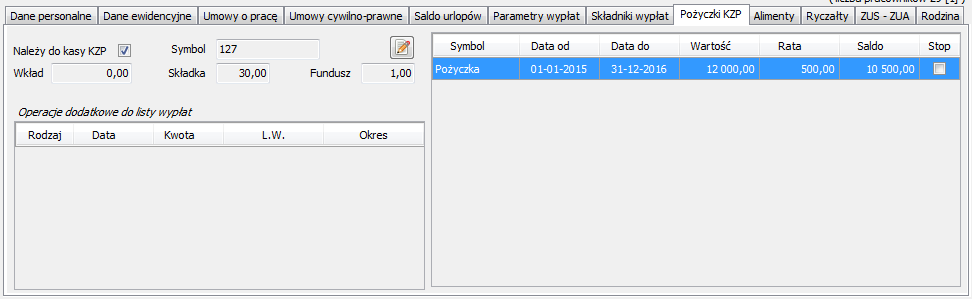 ( liczba pracowników 29 [1] )
Dane personalne Dane ewidencyjne Umowy o pracę Umowy cywilno-prawne Saldo urlopów Parametry wypłat Składniki wypłat Pożyczki KZP Alimenty Ryczałty ZUS - ZUA Rodzina
Należy do kasy KZP Symbol 127
Wkład 0,00 Składka 30,00 Fundusz 1,00
Operacje dodatkowe do listy wypłat
Rodzaj Data Kwota L.W. Okres
Symbol Data od Data do Wartość Rata Saldo Stop
Pożyczka 01-01-2015 31-12-2016 12 000,00 500,00 10 500,00